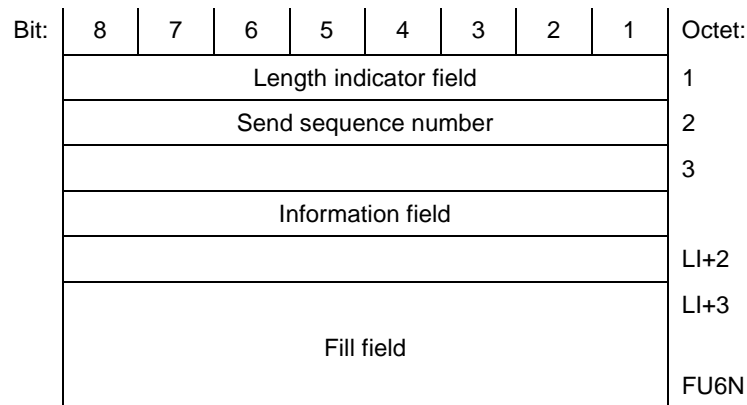 Bit: 8 7 6 5 4 3 2 1 Octet:
Length indicator field 1
Send sequence number 2
3
Information field
LI+2
LI+3
Fill field
FU6N